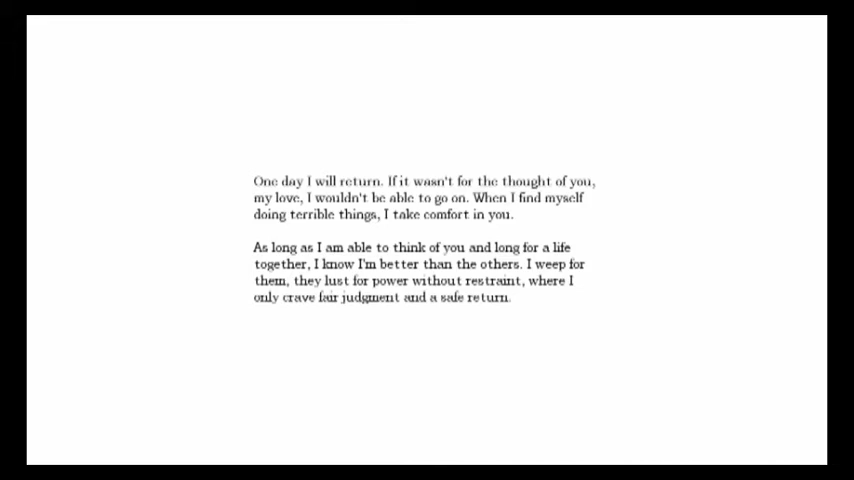 One day I will return. If it wasn't for the thought of you,
my love, I wouldn't be able to go on. When I find myself
doing terrible things, I take comfort in you.
As long as I am able to think of you and long for a life
together, I know I'm better than the others. I weep for
them, they lust for power without restraint, where I
only crave fair judgment and a safe return.